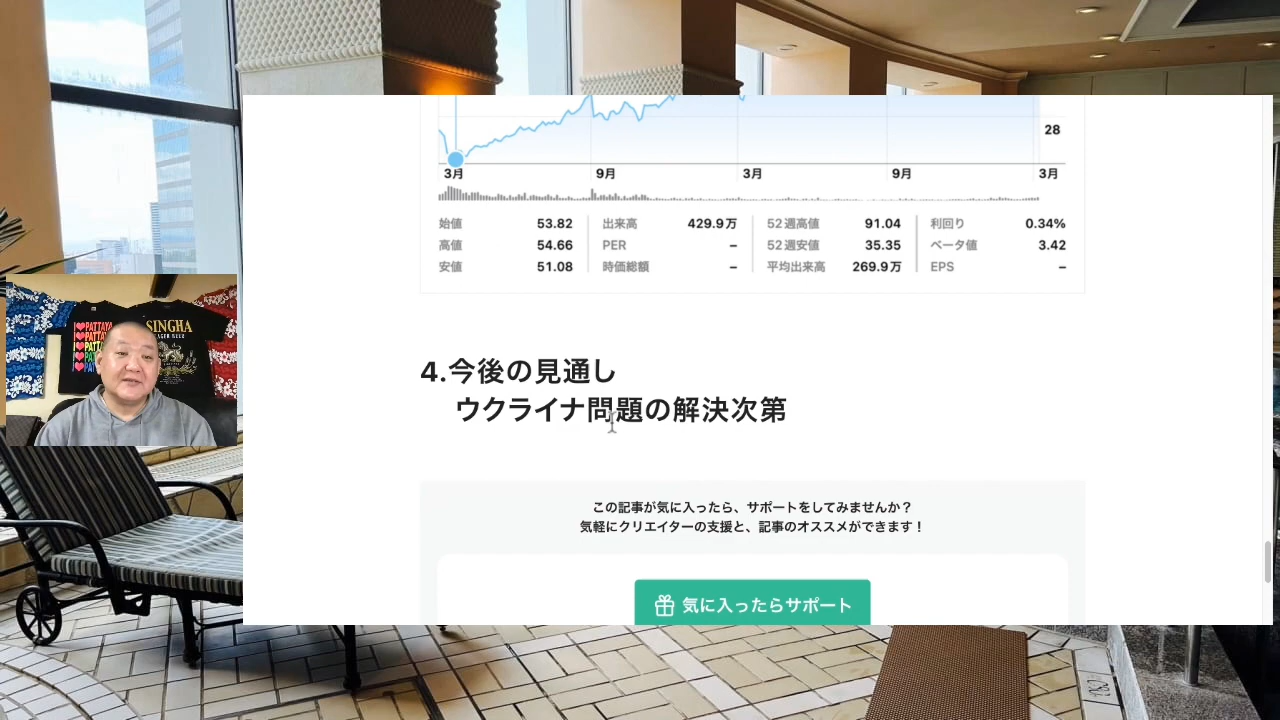 28
3月 9月 3月 9月 3月
始値 53.82 出来高 429.9万 52週高値 91.04 利回り 0.34%
高値 54.66 PER – 52週安値 35.35 ベータ値 3.42
安値 51.08 時価総額 – 平均出来高 269.9万 EPS –
I♥PATTAYA
I♥PATTAYA
SINGHA
LAGER BEER
4.今後の見通し
ウクライナ問題の解決次第
この記事が気に入ったら、サポートをしてみませんか？
気軽にクリエイターの支援と、記事のオススメができます！
気に入ったらサポート